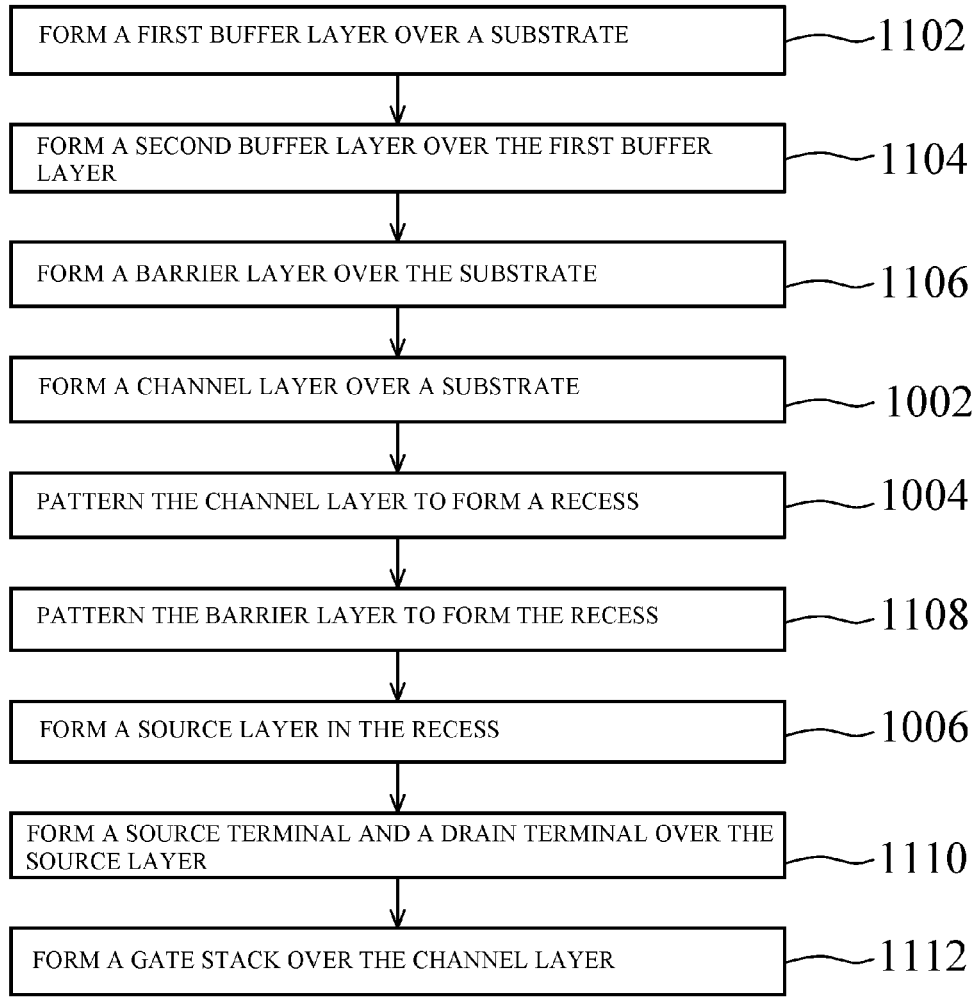 FORM A FIRST BUFFER LAYER OVER A SUBSTRATE
1102
FORM A SECOND BUFFER LAYER OVER THE FIRST BUFFER
LAYER
1104
FORM A BARRIER LAYER OVER THE SUBSTRATE
1106
FORM A CHANNEL LAYER OVER A SUBSTRATE
1002
PATTERN THE CHANNEL LAYER TO FORM A RECESS
1004
PATTERN THE BARRIER LAYER TO FORM THE RECESS
1108
FORM A SOURCE LAYER IN THE RECESS
1006
FORM A SOURCE TERMINAL AND A DRAIN TERMINAL OVER THE
SOURCE LAYER
1110
FORM A GATE STACK OVER THE CHANNEL LAYER
1112